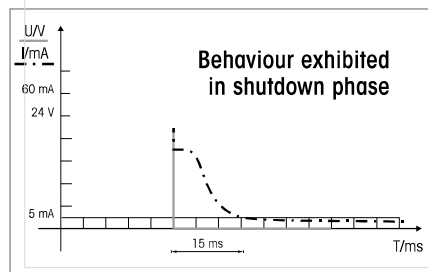 U/V
I/mA
Behaviour exhibited
in shutdown phase
60 mA
24 V
5 mA
15 ms
T/ms